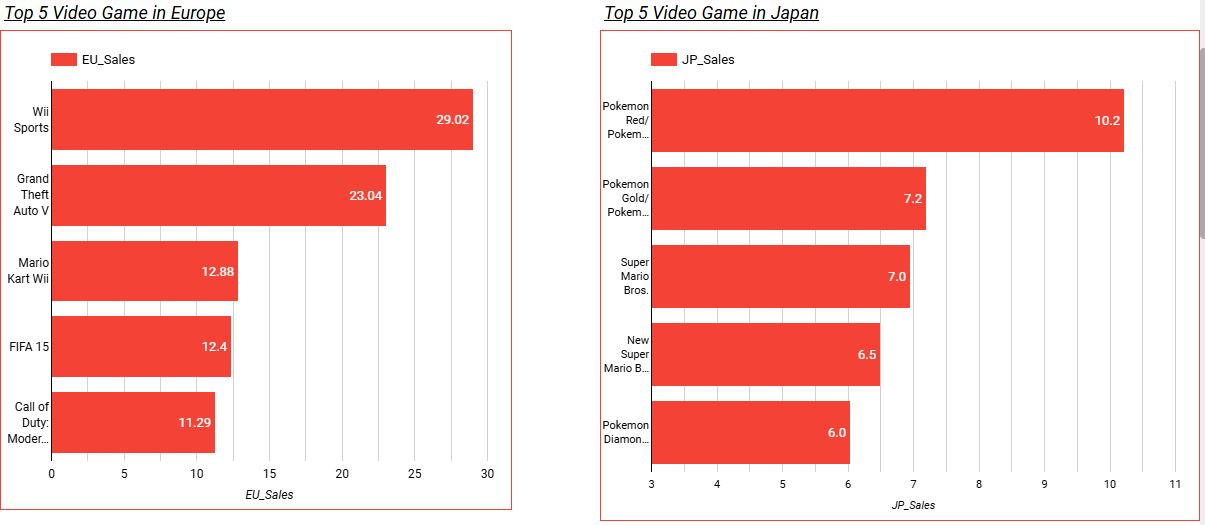 Top 5 Video Game in Europe
EU_Sales
Wii
Sports
29.02
Grand
Theft
Auto V
23.04
Mario
Kart Wii
12.88
FIFA 15
12.4
Call of
Duty:
Moder...
11.29
0 5 10 15 20 25 30
EU_Sales
Top 5 Video Game in Japan
JP_Sales
Pokemon
Red/
Pokem...
10.2
Pokemon
Gold/
Pokem...
7.2
Super
Mario
Bros.
7.0
New
Super
Mario B...
6.5
Pokemon
Diamon...
6.0
3 4 5 6 7 8 9 10 11
JP_Sales